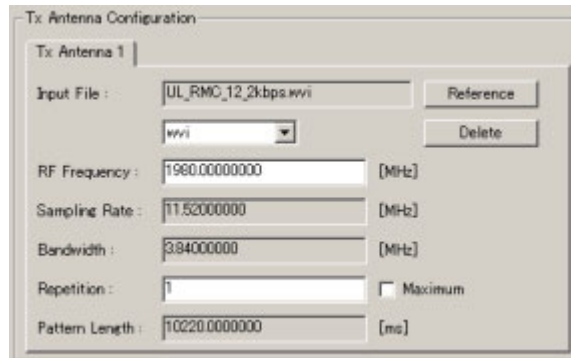 Tx Antenna Configuration
Tx Antenna 1
Input File : UL_RMC_12_2kbps.wvi Reference
wvi Delete
RF Frequency : 1980.00000000 [MHz]
Sampling Rate : 11.52000000 [MHz]
Bandwidth : 3.84000000 [MHz]
Repetition : 1 Maximum
Pattern Length : 10220.0000000 [ms]